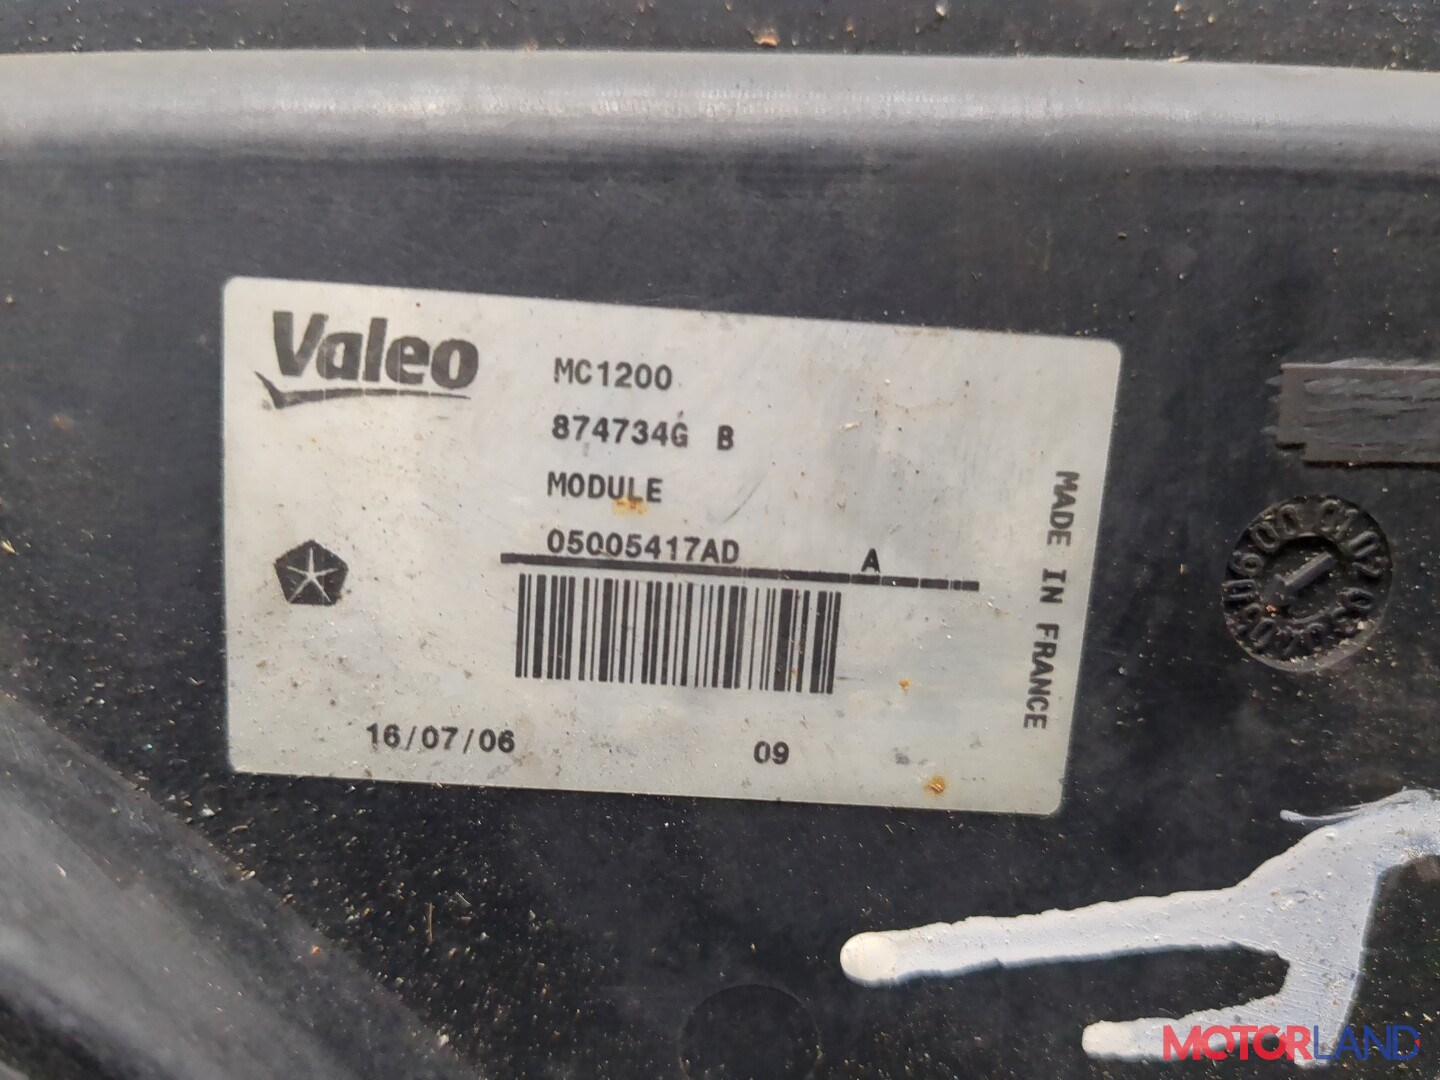 Valeo
MC1200
874734G B
MODULE
05005417AD A
MADE IN FRANCE
16/07/06 09
MOTORLAND